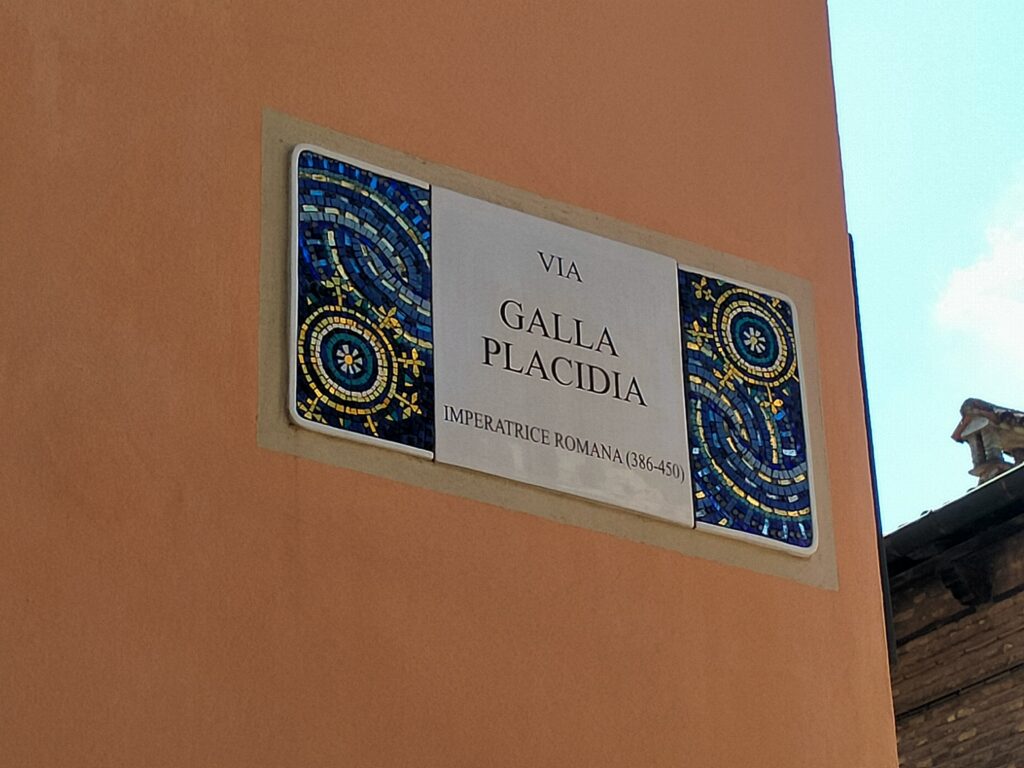 VIA
GALLA
PLACIDIA
IMPERATRICE ROMANA (386-450)